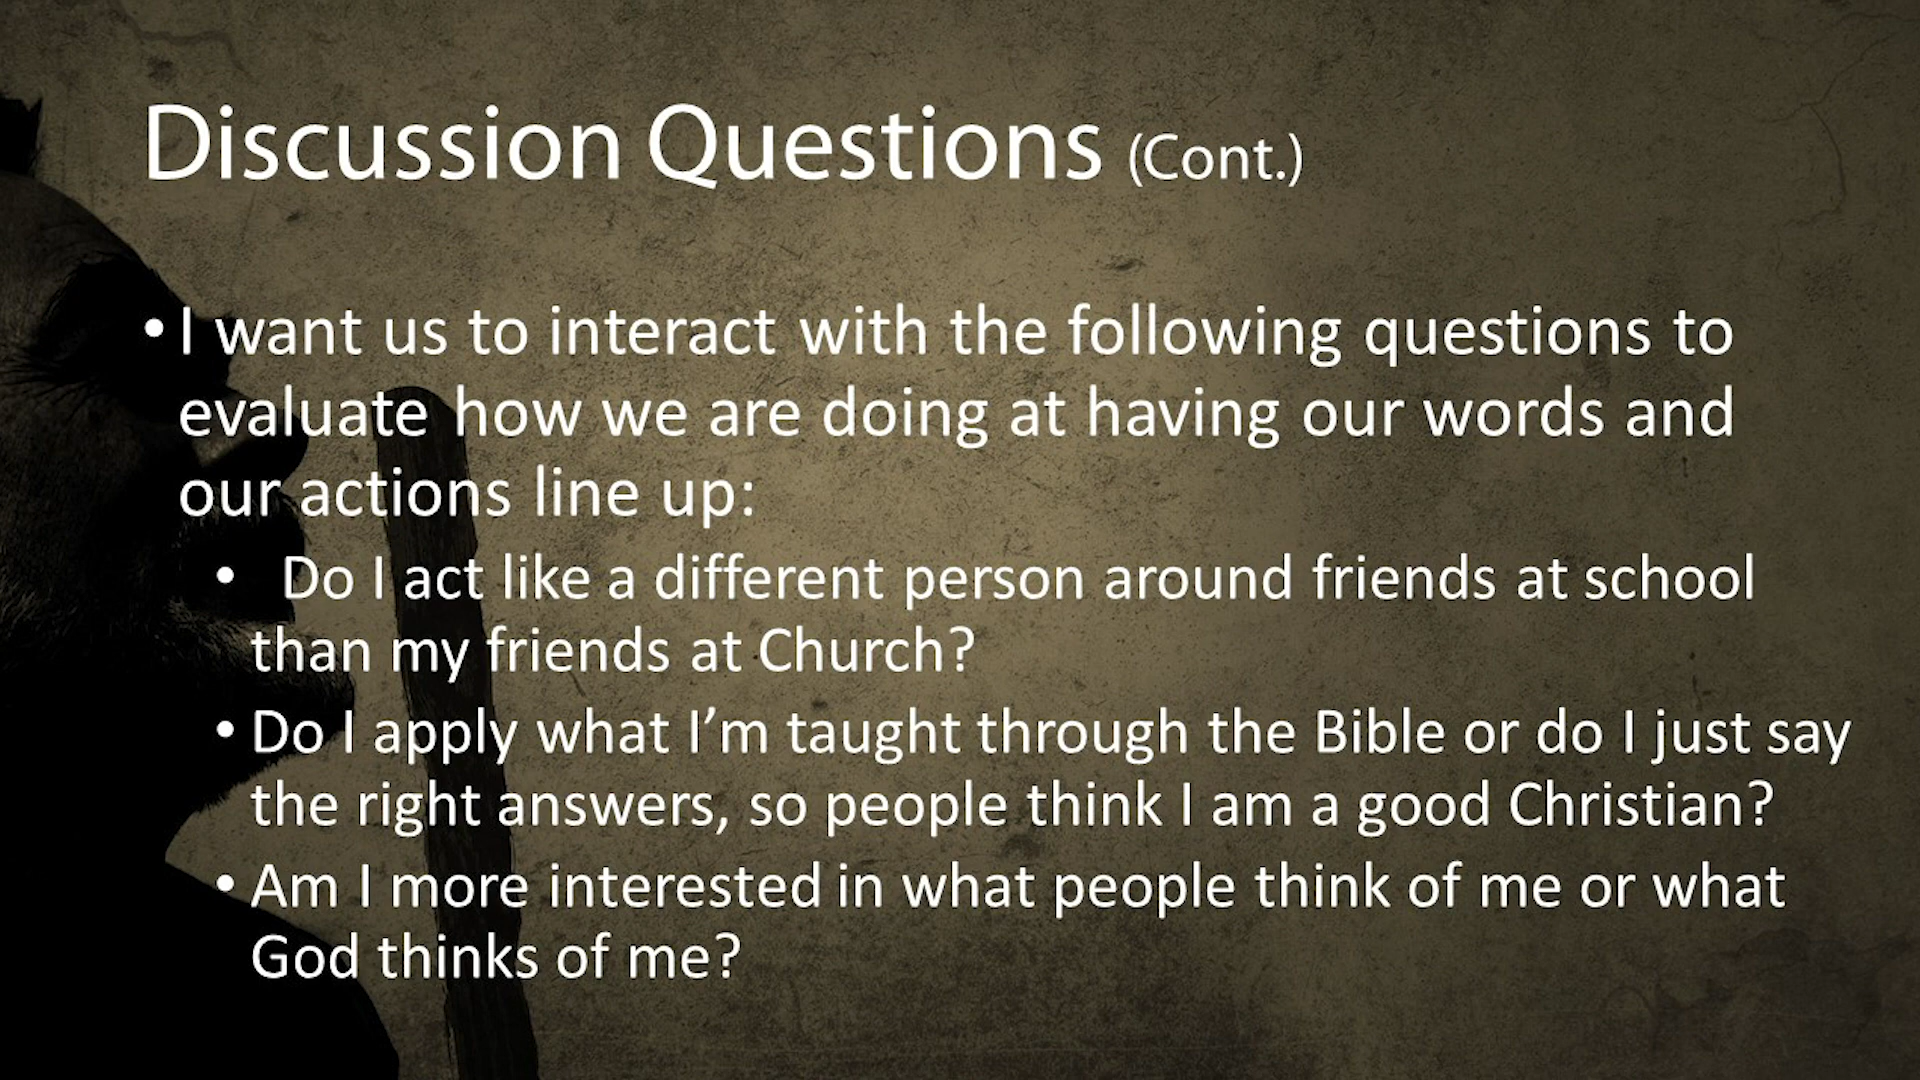 Discussion Questions (Cont.)
• I want us to interact with the following questions to
evaluate how we are doing at having our words and
our actions line up:
• Do I act like a different person around friends at school
than my friends at Church?
• Do I apply what I’m taught through the Bible or do I just say
the right answers, so people think I am a good Christian?
• Am I more interested in what people think of me or what
God thinks of me?